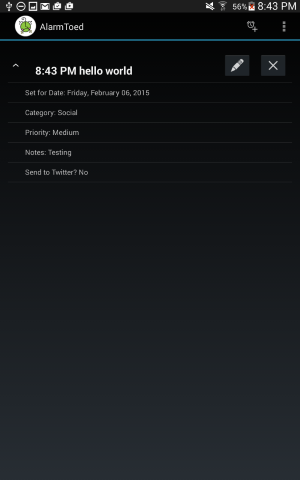 56% 8:43 PM
AlarmToed
8:43 PM hello world
Set for Date: Friday, February 06, 2015
Category: Social
Priority: Medium
Notes: Testing
Send to Twitter? No